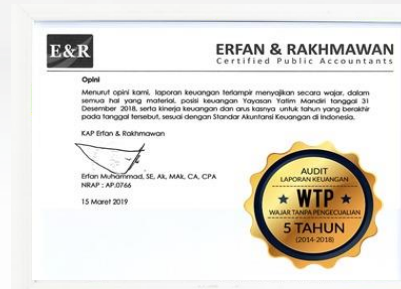 E&R
ERFAN & RAKHMAWAN
Certified Public Accountants
Opini
Menurut opini kami, laporan keuangan terlampir menyajikan secara wajar, dalam
semua hal yang material, posisi keuangan Yayasan Yatim Mandiri tanggal 31
Desember 2018, serta kinerja keuangan dan arus kasnya untuk tahun yang berakhir
pada tanggal tersebut, sesuai dengan Standar Akuntansi Keuangan di Indonesia.
KAP Erfan & Rakhmawan
Erfan Muhammad, SE, Ak, MAk, CA, CPA
NRAP : AP.0766
15 Maret 2019
AUDIT
LAPORAN KEUANGAN
WTP
WAJAR TANPA PENGECUALIAN
5 TAHUN
(2014-2018)